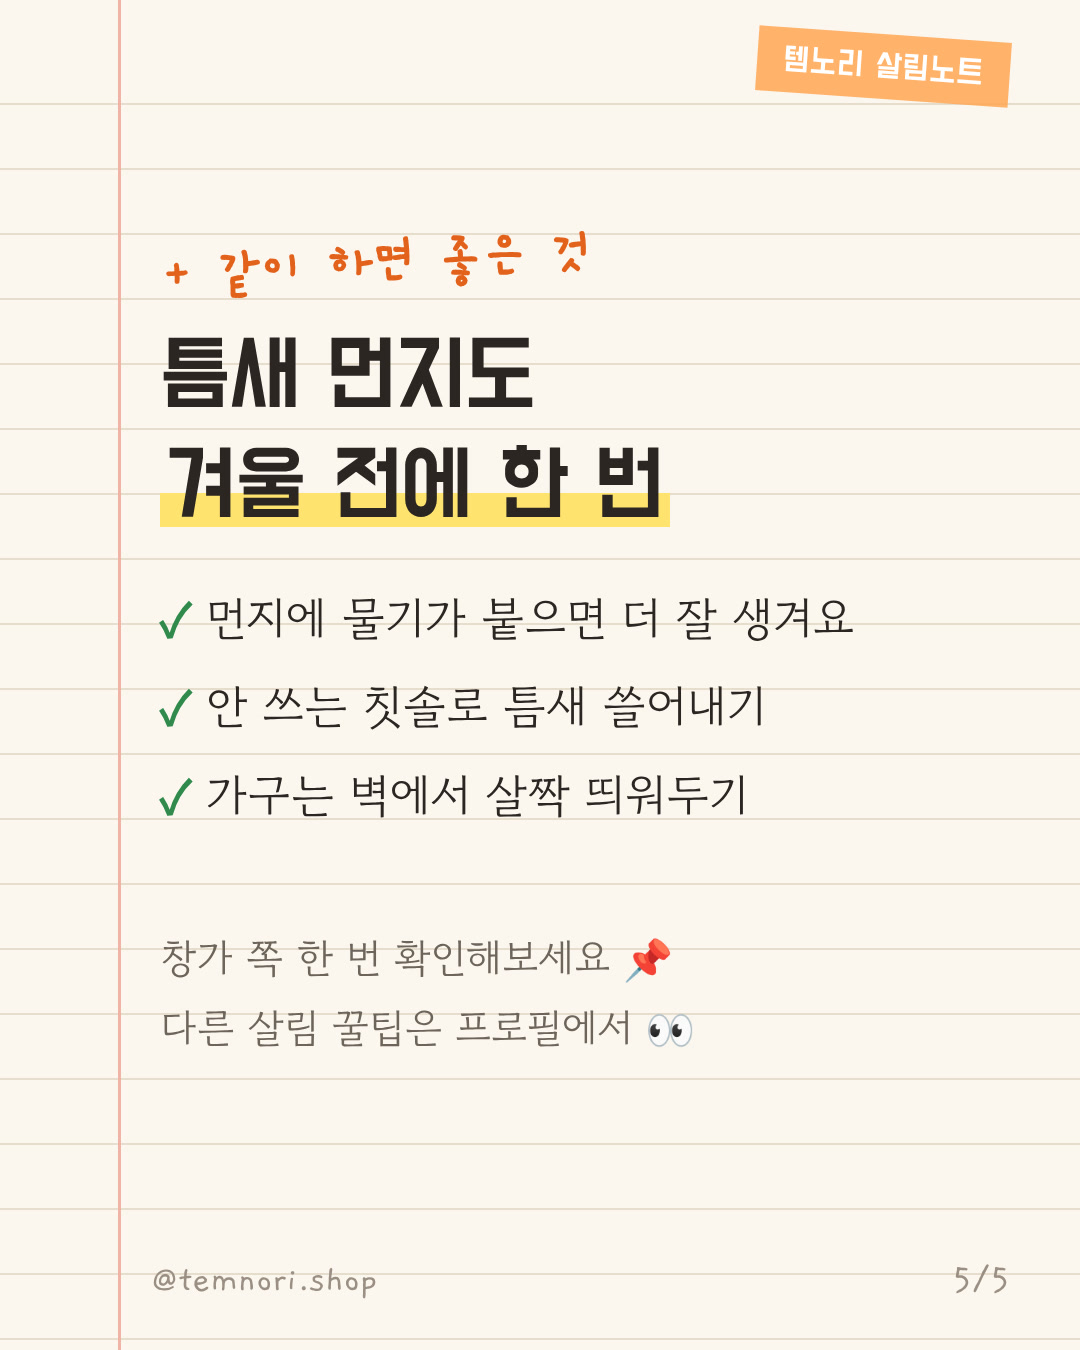 템노리 살림노트
+ 같이 하면 좋은 것
틈새 먼지도
겨울 전에 한 번
✓ 먼지에 물기가 붙으면 더 잘 생겨요
✓ 안 쓰는 칫솔로 틈새 쓸어내기
✓ 가구는 벽에서 살짝 띄워두기
창가 쪽 한 번 확인해보세요 📌
다른 살림 꿀팁은 프로필에서 👀
@temnori.shop
5/5